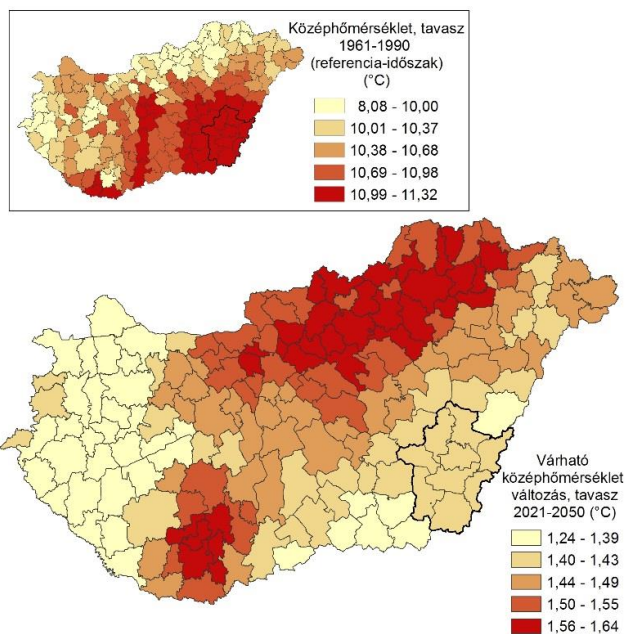 Középhőmérséklet, tavasz
1961-1990
(referencia-időszak)
(°C)
8,08 - 10,00
10,01 - 10,37
10,38 - 10,68
10,69 - 10,98
10,99 - 11,32
Várható
középhőmérséklet
változás, tavasz
2021-2050 (°C)
1,24 - 1,39
1,40 - 1,43
1,44 - 1,49
1,50 - 1,55
1,56 - 1,64